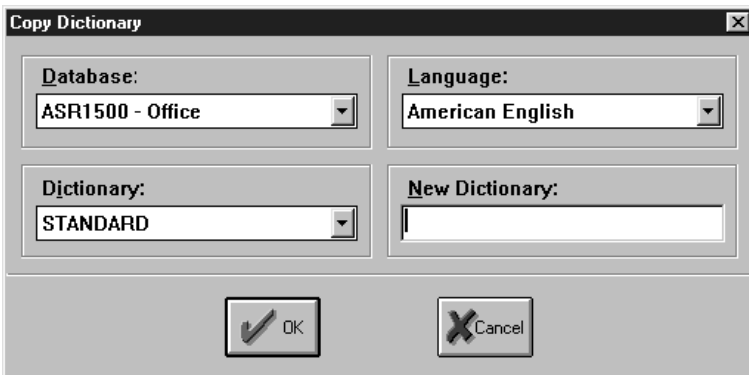 Copy Dictionary
Database:
ASR1500 - Office
Language:
American English
Dictionary:
STANDARD
New Dictionary:
OK
Cancel